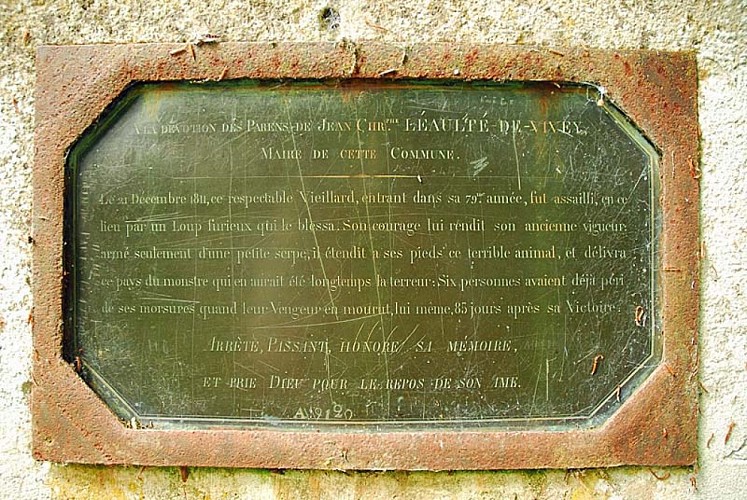 A LA DÉVOTION DES PARENS DE JEAN CHR.PHE LÉAULTÉ-DE-VIVEY,
MAIRE DE CETTE COMMUNE.
Le 21 Décembre 1811, ce respectable Vieillard, entrant dans sa 79me année, fut assailli, en ce
lieu par un Loup furieux qui le blessa. Son courage lui rendit son ancienne vigueur:
armé seulement d'une petite serpe, il étendit a ses pieds ce terrible animal, et délivra
ce pays du monstre qui en aurait été longtemps la terreur: Six personnes avaient déja péri
de ses morsures quand leur Vengeur en mourut, lui même, 85 jours après sa Victoire:
ARRÊTE, PASSANT, HONORE SA MÉMOIRE,
ET PRIE DIEU POUR LE REPOS DE SON AME.